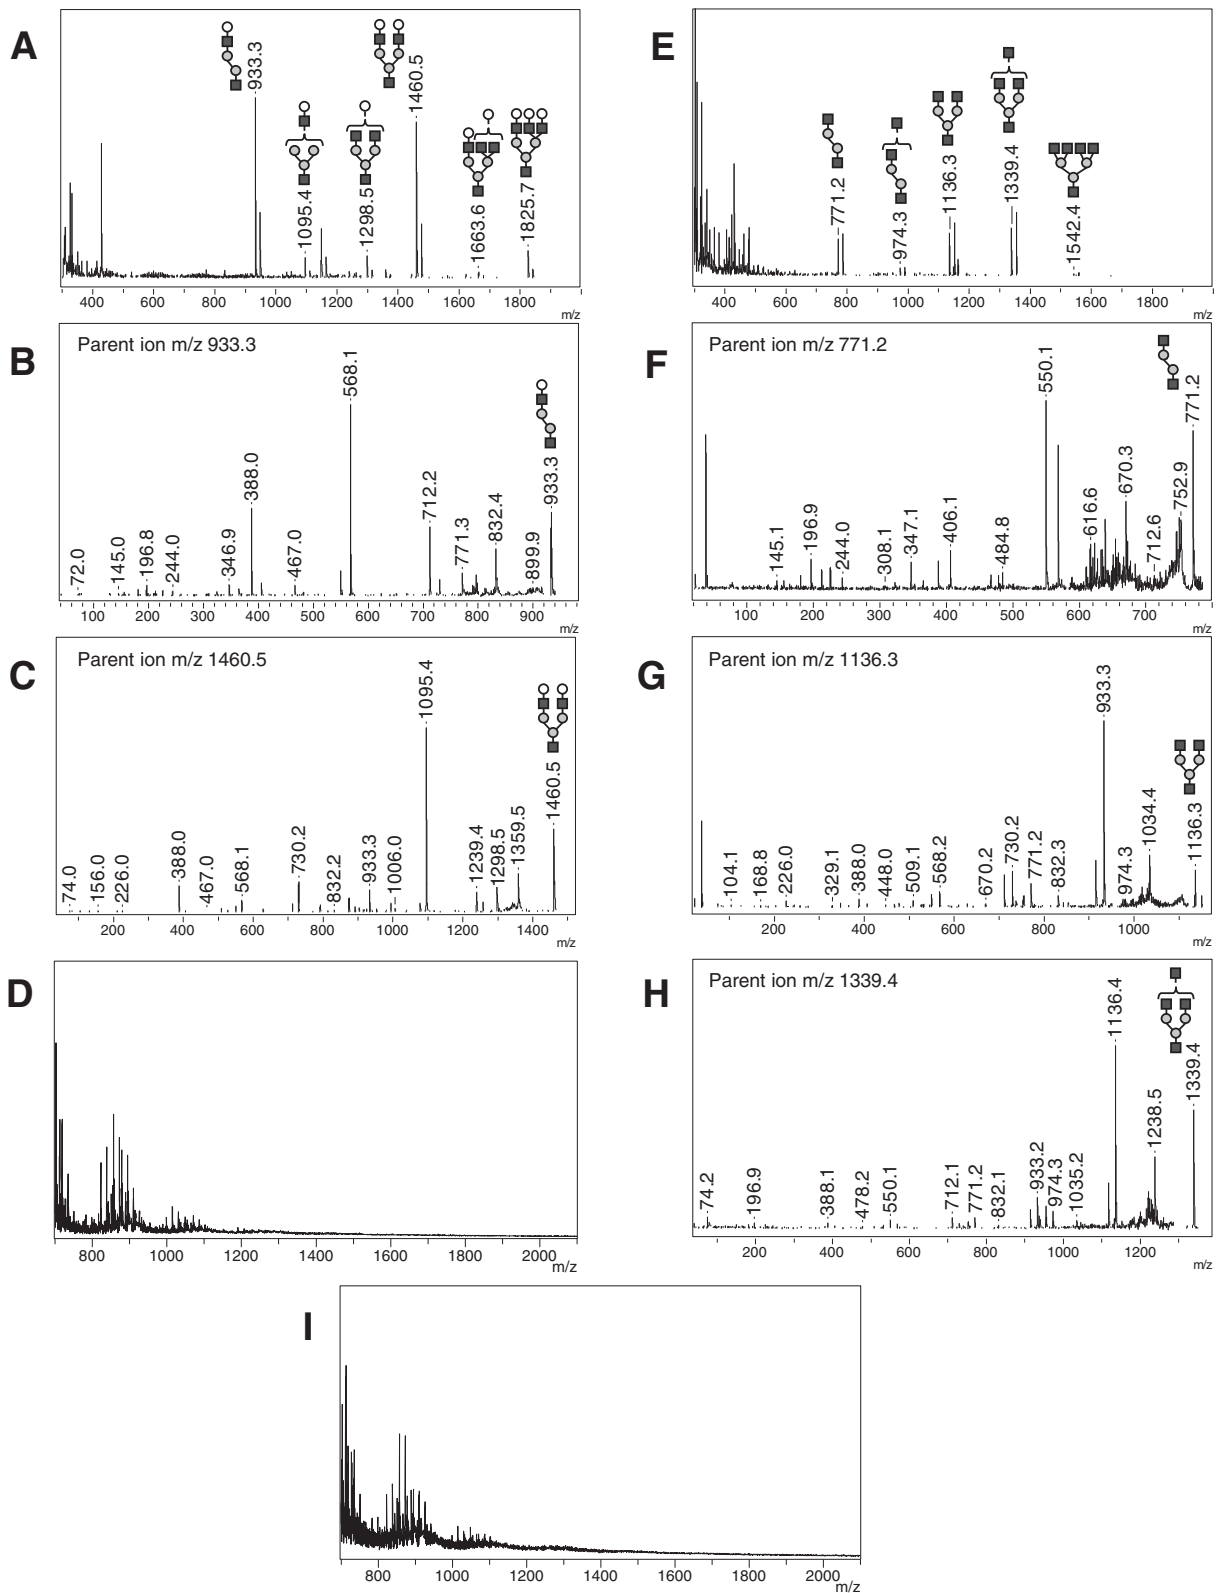 A
933.3
1095.4
1298.5
1460.5
1663.6
1825.7
400 600 800 1000 1200 1400 1600 1800
m/z
B
Parent ion m/z 933.3
72.0
145.0
196.8
244.0
346.9
388.0
467.0
568.1
712.2
771.3
832.4
899.9
933.3
100 200 300 400 500 600 700 800 900
m/z
C
Parent ion m/z 1460.5
74.0
156.0
226.0
388.0
467.0
568.1
730.2
832.2
933.3
1006.0
1095.4
1239.4
1298.5
1359.5
1460.5
200 400 600 800 1000 1200 1400
m/z
D
800 1000 1200 1400 1600 1800 2000
m/z
E
771.2
974.3
1136.3
1339.4
1542.4
400 600 800 1000 1200 1400 1600 1800
m/z
F
Parent ion m/z 771.2
145.1
196.9
244.0
308.1
347.1
406.1
484.8
550.1
616.6
670.3
712.6
752.9
771.2
100 200 300 400 500 600 700
m/z
G
Parent ion m/z 1136.3
104.1
168.8
226.0
329.1
388.0
448.0
509.1
568.2
670.2
730.2
771.2
832.3
933.3
974.3
1034.4
1136.3
200 400 600 800 1000
m/z
H
Parent ion m/z 1339.4
74.2
196.9
388.1
478.2
550.1
712.1
771.2
832.1
933.2
974.3
1035.2
1136.4
1238.5
1339.4
200 400 600 800 1000 1200
m/z
I
800 1000 1200 1400 1600 1800 2000
m/z